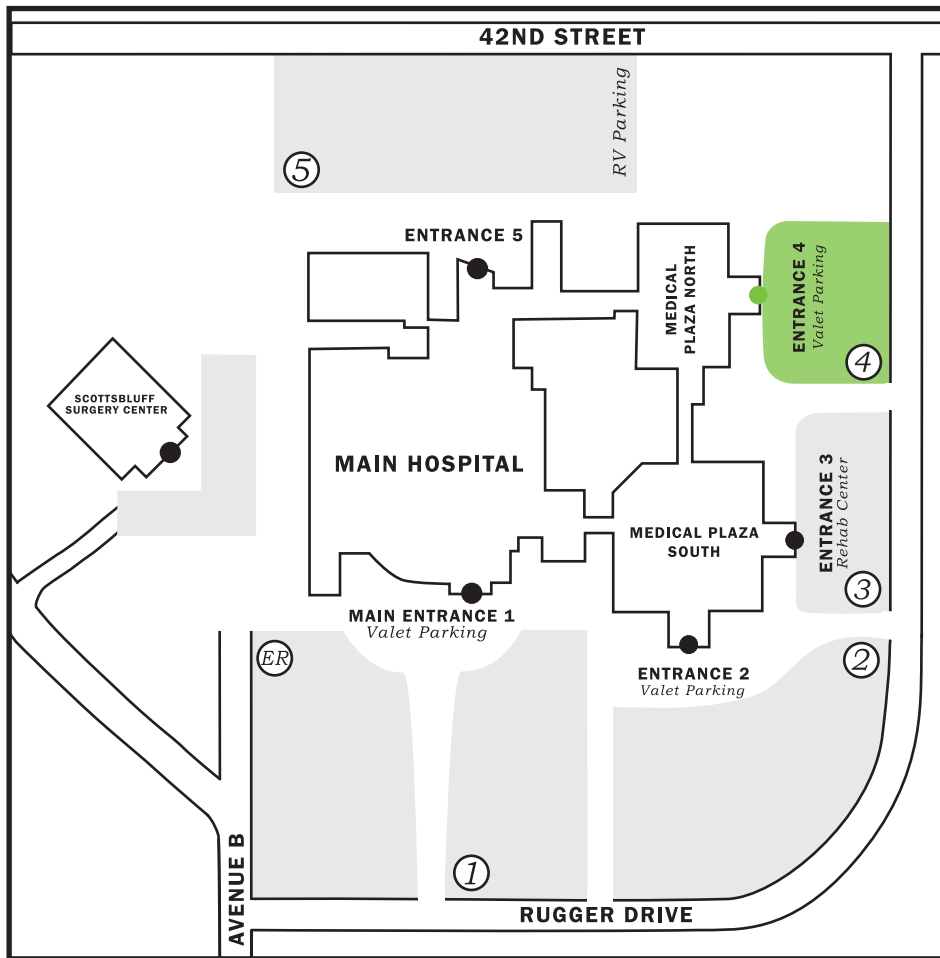 42ND STREET
RV Parking
5
ENTRANCE 5
MEDICAL
PLAZA NORTH
ENTRANCE 4
Valet Parking
4
SCOTTSBLUFF
SURGERY CENTER
MAIN HOSPITAL
MEDICAL PLAZA
SOUTH
ENTRANCE 3
Rehab Center
3
MAIN ENTRANCE 1
Valet Parking
ER
ENTRANCE 2
Valet Parking
2
1
AVENUE B
RUGGER DRIVE